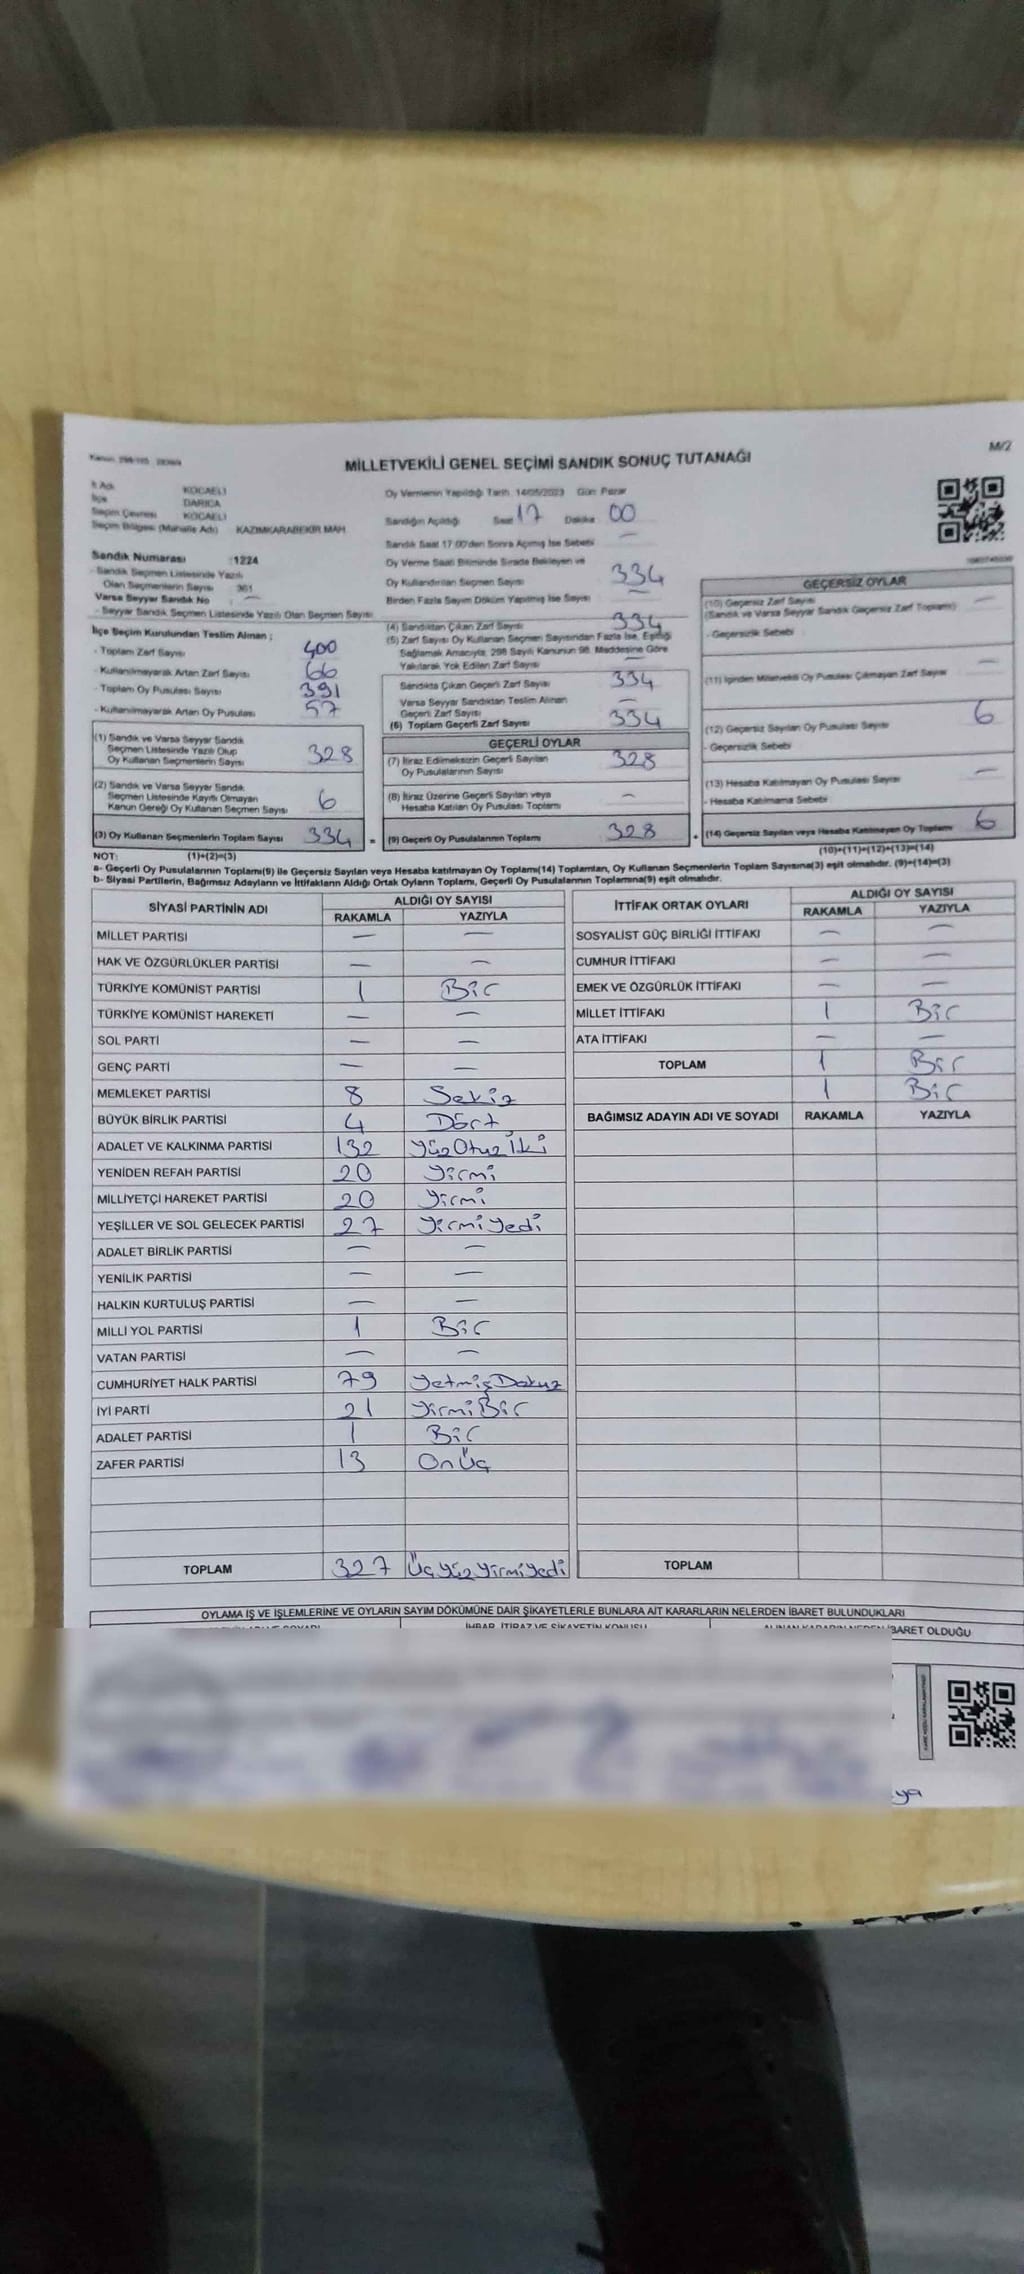 M/2
MİLLETVEKİLİ GENEL SEÇİMİ SANDIK SONUÇ TUTANAĞI
İl Adı KOCAELİ
İlçe DARICA
Seçim Çevresi KOCAELİ
Seçim Bölgesi (Mahalle Adı) KAZIMKARABEKİR MAH.
Oy Vermenin Yapıldığı Tarih: 14/05/2023 Gün: Pazar
Sandığın Açıldığı Saat 17 Dakika 00
Sandık Saat 17:00'den Sonra Açmış İse Sebebi —
Sandık Numarası :1224
- Sandık Seçmen Listesinde Yazılı
Olan Seçmenlerin Sayısı 361
Varsa Seyyar Sandık No —
- Seyyar Sandık Seçmen Listesinde Yazılı Olan Seçmen Sayısı
Oy Verme Saati Bitiminde Sırada Bekleyen ve
Oy Kullandırılan Seçmen Sayısı 334
Birden Fazla Sayım Döküm Yapılmış İse Sayısı —
İlçe Seçim Kurulundan Teslim Alınan ;
- Toplam Zarf Sayısı 400
- Kullanılmayarak Artan Zarf Sayısı 66
- Toplam Oy Pusulası Sayısı 391
- Kullanılmayarak Artan Oy Pusulası 57
(4) Sandıktan Çıkan Zarf Sayısı 334
(5) Zarf Sayısı Oy Kullanan Seçmen Sayısından Fazla İse, Eşitliği
Sağlamak Amacıyla, 298 Sayılı Kanunun 98. Maddesine Göre
Yakılarak Yok Edilen Zarf Sayısı —
Sandıkta Çıkan Geçerli Zarf Sayısı 334
Varsa Seyyar Sandıktan Teslim Alınan
Geçerli Zarf Sayısı —
(6) Toplam Geçerli Zarf Sayısı 334
(1) Sandık ve Varsa Seyyar Sandık
Seçmen Listesinde Yazılı Olup
Oy Kullanan Seçmenlerin Sayısı 328
(2) Sandık ve Varsa Seyyar Sandık
Seçmen Listesinde Kayıtlı Olmayan
Kanun Gereği Oy Kullanan Seçmen Sayısı 6
(3) Oy Kullanan Seçmenlerin Toplam Sayısı 334 =
GEÇERLİ OYLAR
(7) İtiraz Edilmeksizin Geçerli Sayılan
Oy Pusulalarının Sayısı 328
(8) İtiraz Üzerine Geçerli Sayılan veya
Hesaba Katılan Oy Pusulası Toplamı —
(9) Geçerli Oy Pusulalarının Toplamı 328
GEÇERSİZ OYLAR
(10) Geçersiz Zarf Sayısı —
(Sandık ve Varsa Seyyar Sandık Geçersiz Zarf Toplamı)
- Geçersizlik Sebebi
(11) İçinden Milletvekili Oy Pusulası Çıkmayan Zarf Sayısı —
(12) Geçersiz Sayılan Oy Pusulası Sayısı 6
- Geçersizlik Sebebi
(13) Hesaba Katılmayan Oy Pusulası Sayısı —
- Hesaba Katılmama Sebebi
(14) Geçersiz Sayılan veya Hesaba Katılmayan Oy Toplamı 6
NOT: (1)+(2)=(3) (10)+(11)+(12)+(13)=(14)
a- Geçerli Oy Pusulalarının Toplamı(9) ile Geçersiz Sayılan veya Hesaba katılmayan Oy Toplamı(14) Toplamları, Oy Kullanan Seçmenlerin Toplam Sayısına(3) eşit olmalıdır. (9)+(14)=(3)
b- Siyasi Partilerin, Bağımsız Adayların ve İttifakların Aldığı Ortak Oyların Toplamı, Geçerli Oy Pusulalarının Toplamına(9) eşit olmalıdır.
SİYASİ PARTİNİN ADI ALDIĞI OY SAYISI
RAKAMLA YAZIYLA
MİLLET PARTİSİ — —
HAK VE ÖZGÜRLÜKLER PARTİSİ — —
TÜRKİYE KOMÜNİST PARTİSİ 1 Bir
TÜRKİYE KOMÜNİST HAREKETİ — —
SOL PARTİ — —
GENÇ PARTİ — —
MEMLEKET PARTİSİ 8 Sekiz
BÜYÜK BİRLİK PARTİSİ 4 Dört
ADALET VE KALKINMA PARTİSİ 132 YüzOtuzİki
YENİDEN REFAH PARTİSİ 20 Yirmi
MİLLİYETÇİ HAREKET PARTİSİ 20 Yirmi
YEŞİLLER VE SOL GELECEK PARTİSİ 27 YirmiYedi
ADALET BİRLİK PARTİSİ — —
YENİLİK PARTİSİ — —
HALKIN KURTULUŞ PARTİSİ — —
MİLLİ YOL PARTİSİ 1 Bir
VATAN PARTİSİ — —
CUMHURİYET HALK PARTİSİ 79 YetmişDokuz
İYİ PARTİ 21 YirmiBir
ADALET PARTİSİ 1 Bir
ZAFER PARTİSİ 13 OnÜç
TOPLAM 327 ÜçYüzYirmiYedi
İTTİFAK ORTAK OYLARI ALDIĞI OY SAYISI
RAKAMLA YAZIYLA
SOSYALİST GÜÇ BİRLİĞİ İTTİFAKI — —
CUMHUR İTTİFAKI — —
EMEK VE ÖZGÜRLÜK İTTİFAKI — —
MİLLET İTTİFAKI 1 Bir
ATA İTTİFAKI — —
TOPLAM 1 Bir
1 Bir
BAĞIMSIZ ADAYIN ADI VE SOYADI RAKAMLA YAZIYLA
TOPLAM
OYLAMA İŞ VE İŞLEMLERİNE VE OYLARIN SAYIM DÖKÜMÜNE DAİR ŞİKAYETLERLE BUNLARA AİT KARARLARIN NELERDEN İBARET BULUNDUKLARI
İHBAR, İTİRAZ VE ŞİKAYETİN KONUSU ALINAN KARARIN NEDEN İBARET OLDUĞU